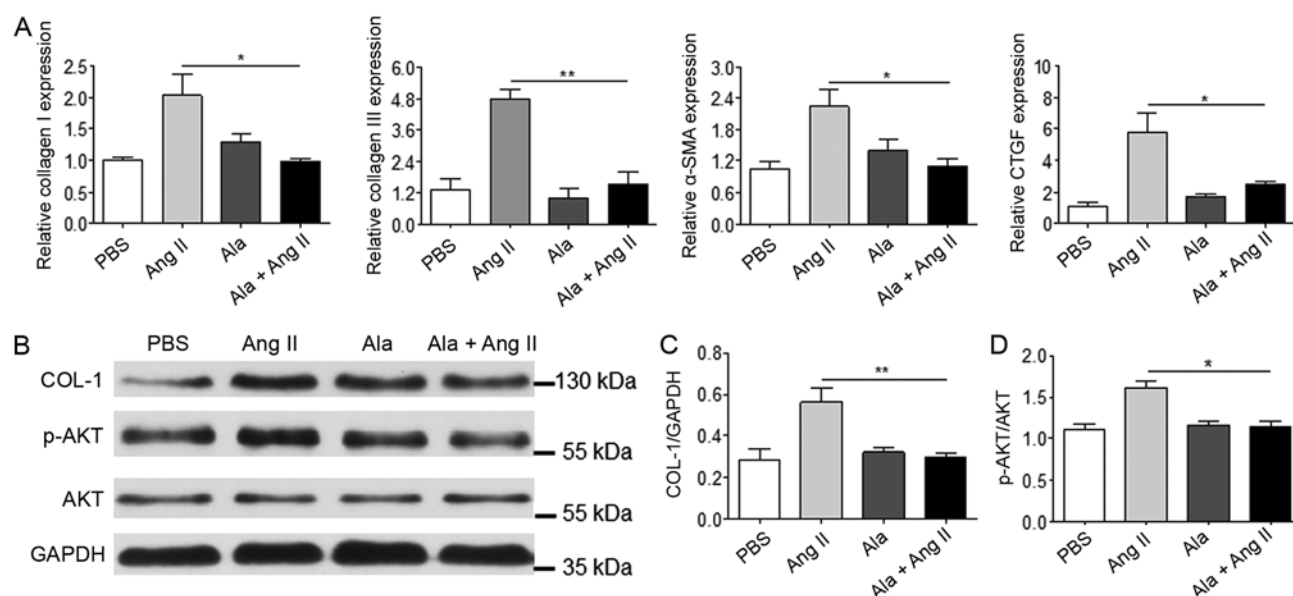 A
Relative collagen I expression
2.5
2.0
1.5
1.0
0.5
0.0
*
PBS
Ang II
Ala
Ala + Ang II
Relative collagen III expression
6.0
4.8
3.6
2.4
1.2
0.0
**
PBS
Ang II
Ala
Ala + Ang II
Relative α-SMA expression
3.0
2.5
2.0
1.5
1.0
0.5
0.0
*
PBS
Ang II
Ala
Ala + Ang II
Relative CTGF expression
10
8
6
4
2
0
*
PBS
Ang II
Ala
Ala + Ang II
B
PBS Ang II Ala Ala + Ang II
COL-1 130 kDa
p-AKT 55 kDa
AKT 55 kDa
GAPDH 35 kDa
C
COL-1/GAPDH
0.8
0.6
0.4
0.2
0.0
**
PBS
Ang II
Ala
Ala + Ang II
D
p-AKT/AKT
2.0
1.5
1.0
0.5
0.0
*
PBS
Ang II
Ala
Ala + Ang II